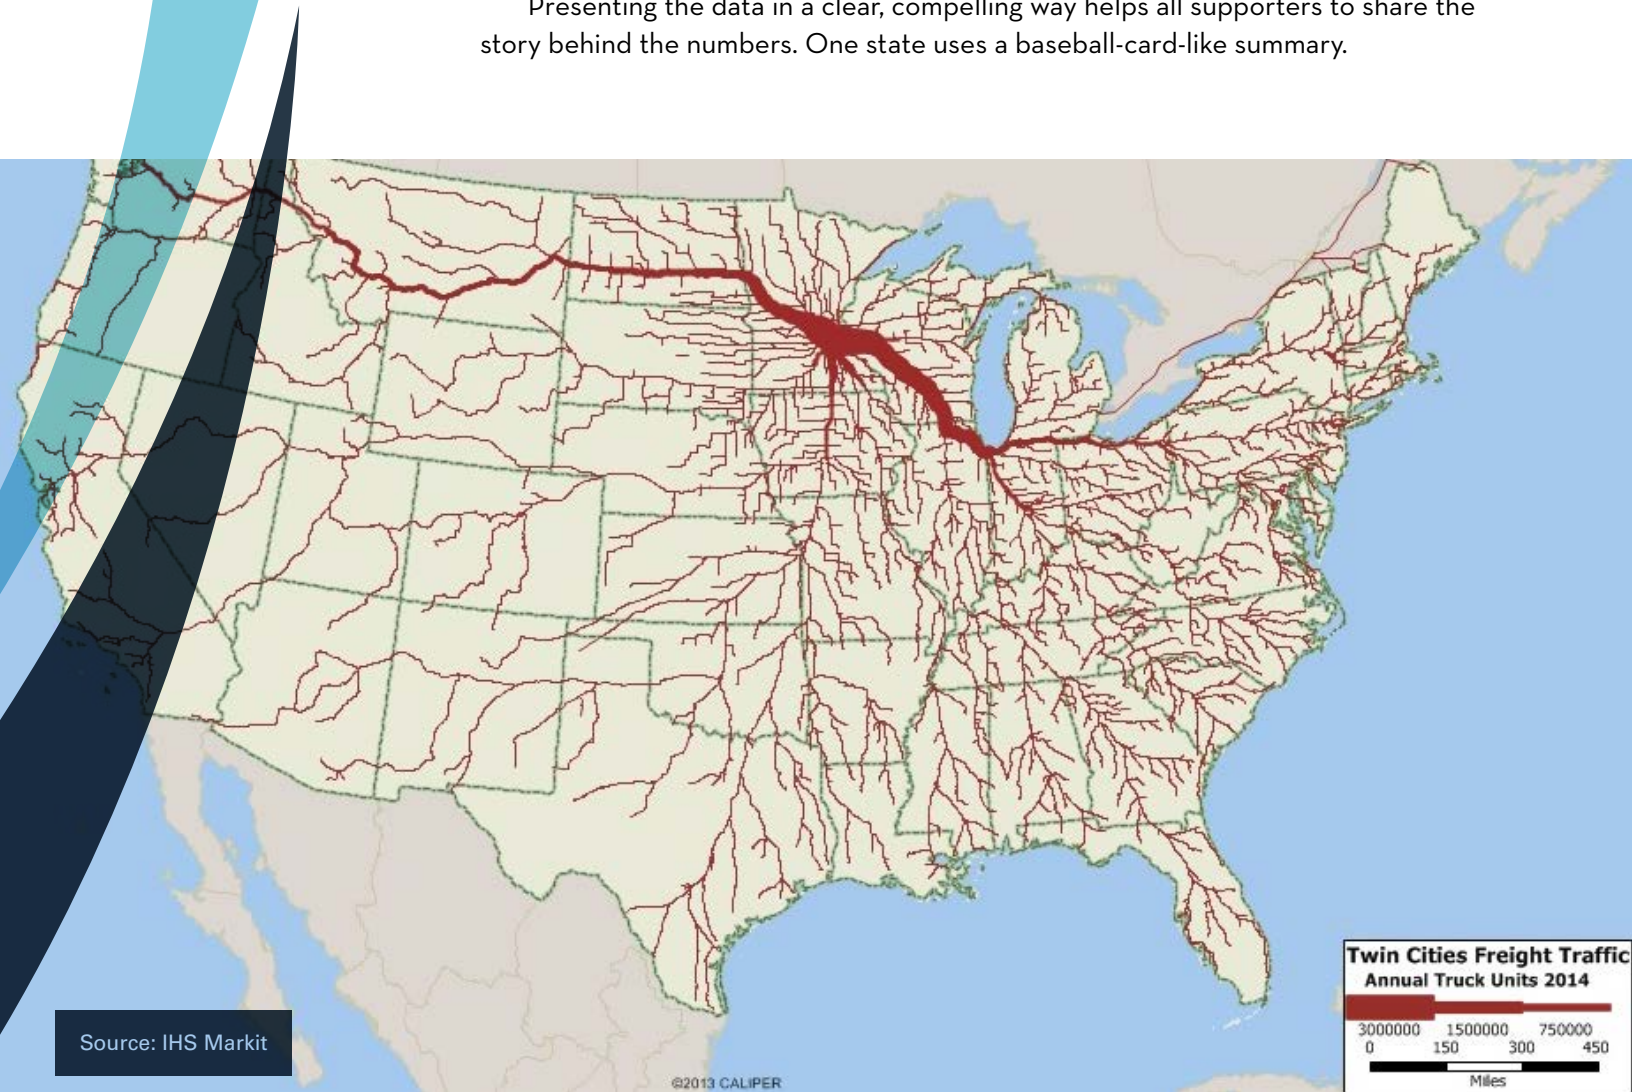 Presenting the data in a clear, compelling way helps all supporters to share the
story behind the numbers. One state uses a baseball-card-like summary.
Twin Cities Freight Traffic
Annual Truck Units 2014
3000000 1500000 750000
0 150 300 450
Miles
Source: IHS Markit
©2013 CALIPER